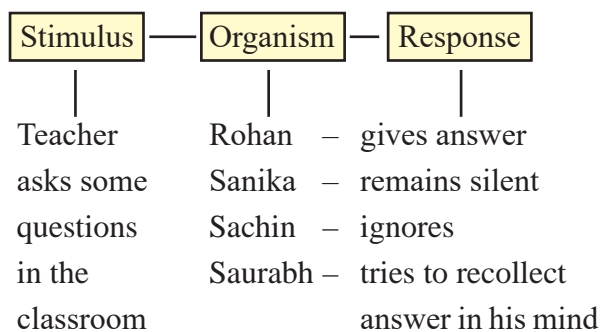 Stimulus — Organism — Response
Teacher Rohan – gives answer
asks some Sanika – remains silent
questions Sachin – ignores
in the Saurabh – tries to recollect
classroom answer in his mind